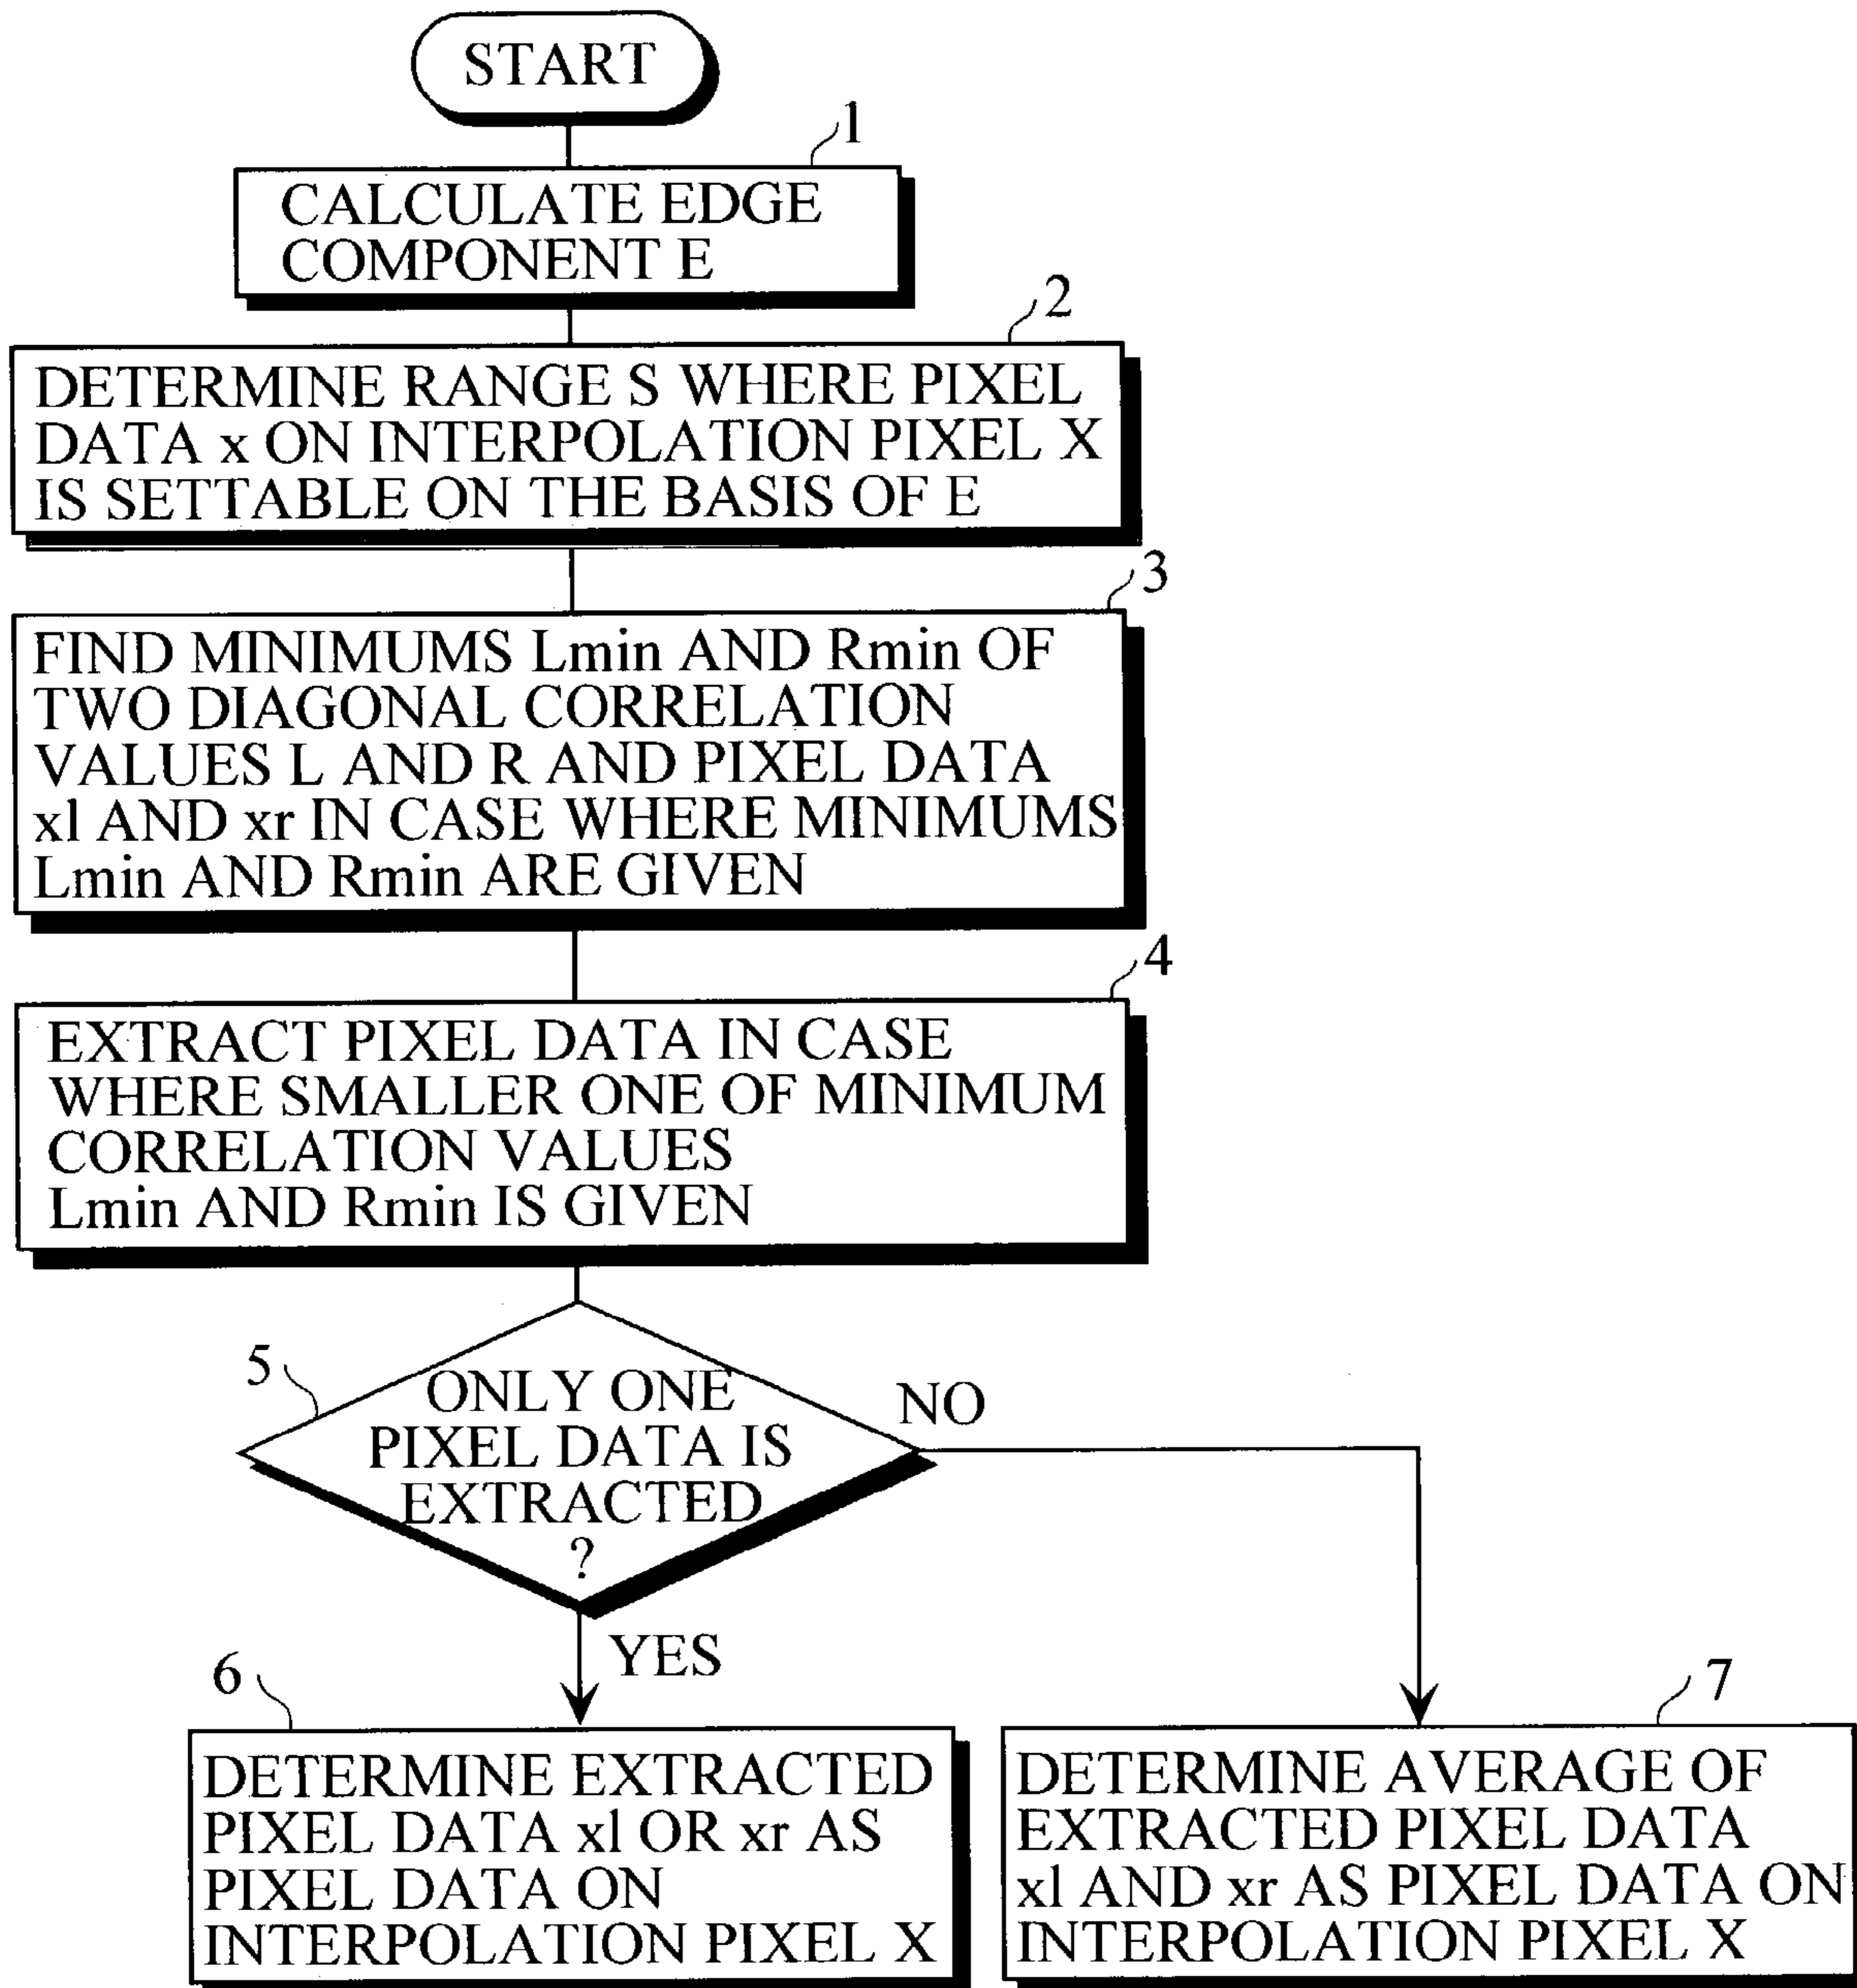 START
1
CALCULATE EDGE
COMPONENT E
2
DETERMINE RANGE S WHERE PIXEL
DATA x ON INTERPOLATION PIXEL X
IS SETTABLE ON THE BASIS OF E
3
FIND MINIMUMS Lmin AND Rmin OF
TWO DIAGONAL CORRELATION
VALUES L AND R AND PIXEL DATA
xl AND xr IN CASE WHERE MINIMUMS
Lmin AND Rmin ARE GIVEN
4
EXTRACT PIXEL DATA IN CASE
WHERE SMALLER ONE OF MINIMUM
CORRELATION VALUES
Lmin AND Rmin IS GIVEN
5
ONLY ONE
PIXEL DATA IS
EXTRACTED
?
NO
YES
6
DETERMINE EXTRACTED
PIXEL DATA xl OR xr AS
PIXEL DATA ON
INTERPOLATION PIXEL X
7
DETERMINE AVERAGE OF
EXTRACTED PIXEL DATA
xl AND xr AS PIXEL DATA ON
INTERPOLATION PIXEL X